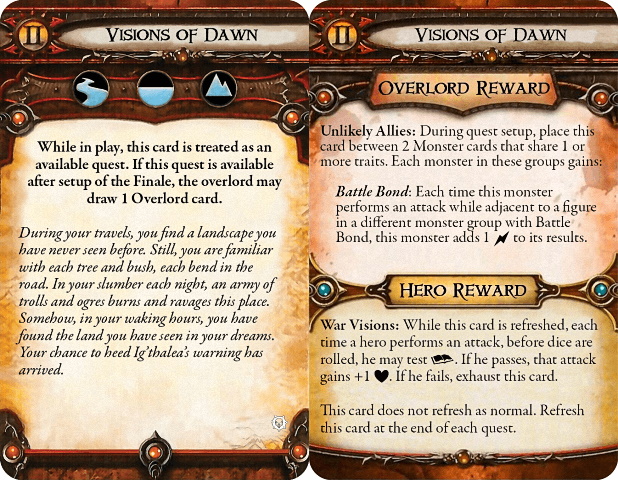 II
VISIONS OF DAWN
While in play, this card is treated as an
available quest. If this quest is available
after setup of the Finale, the overlord may
draw 1 Overlord card.
During your travels, you find a landscape you
have never seen before. Still, you are familiar
with each tree and bush, each bend in the
road. In your slumber each night, an army of
trolls and ogres burns and ravages this place.
Somehow, in your waking hours, you have
found the land you have seen in your dreams.
Your chance to heed Ig'thalea's warning has
arrived.
II
VISIONS OF DAWN
OVERLORD REWARD
Unlikely Allies: During quest setup, place this
card between 2 Monster cards that share 1 or
more traits. Each monster in these groups gains:
Battle Bond: Each time this monster
performs an attack while adjacent to a figure
in a different monster group with Battle
Bond, this monster adds 1 to its results.
HERO REWARD
War Visions: While this card is refreshed, each
time a hero performs an attack, before dice are
rolled, he may test . If he passes, that attack
gains +1 . If he fails, exhaust this card.
This card does not refresh as normal. Refresh
this card at the end of each quest.